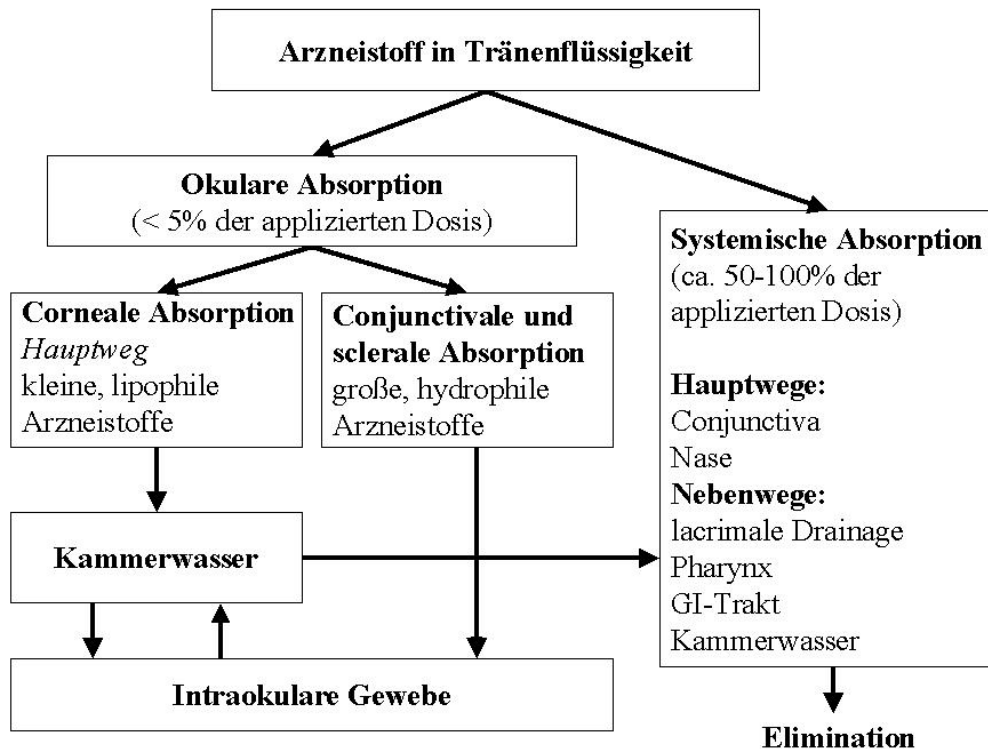 Arzneistoff in Tränenflüssigkeit
Okulare Absorption
(< 5% der applizierten Dosis)
Corneale Absorption
Hauptweg
kleine, lipophile
Arzneistoffe
Conjunctivale und
sclerale Absorption
große, hydrophile
Arzneistoffe
Systemische Absorption
(ca. 50-100% der
applizierten Dosis)
Hauptwege:
Conjunctiva
Nase
Nebenwege:
lacrimale Drainage
Pharynx
GI-Trakt
Kammerwasser
Kammerwasser
Intraokulare Gewebe
Elimination